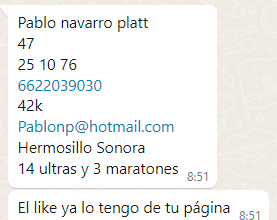 Pablo navarro platt
47
25 10 76
6622039030
42k
Pablonp@hotmail.com
Hermosillo Sonora
14 ultras y 3 maratones
8:51
El like ya lo tengo de tu página
8:51